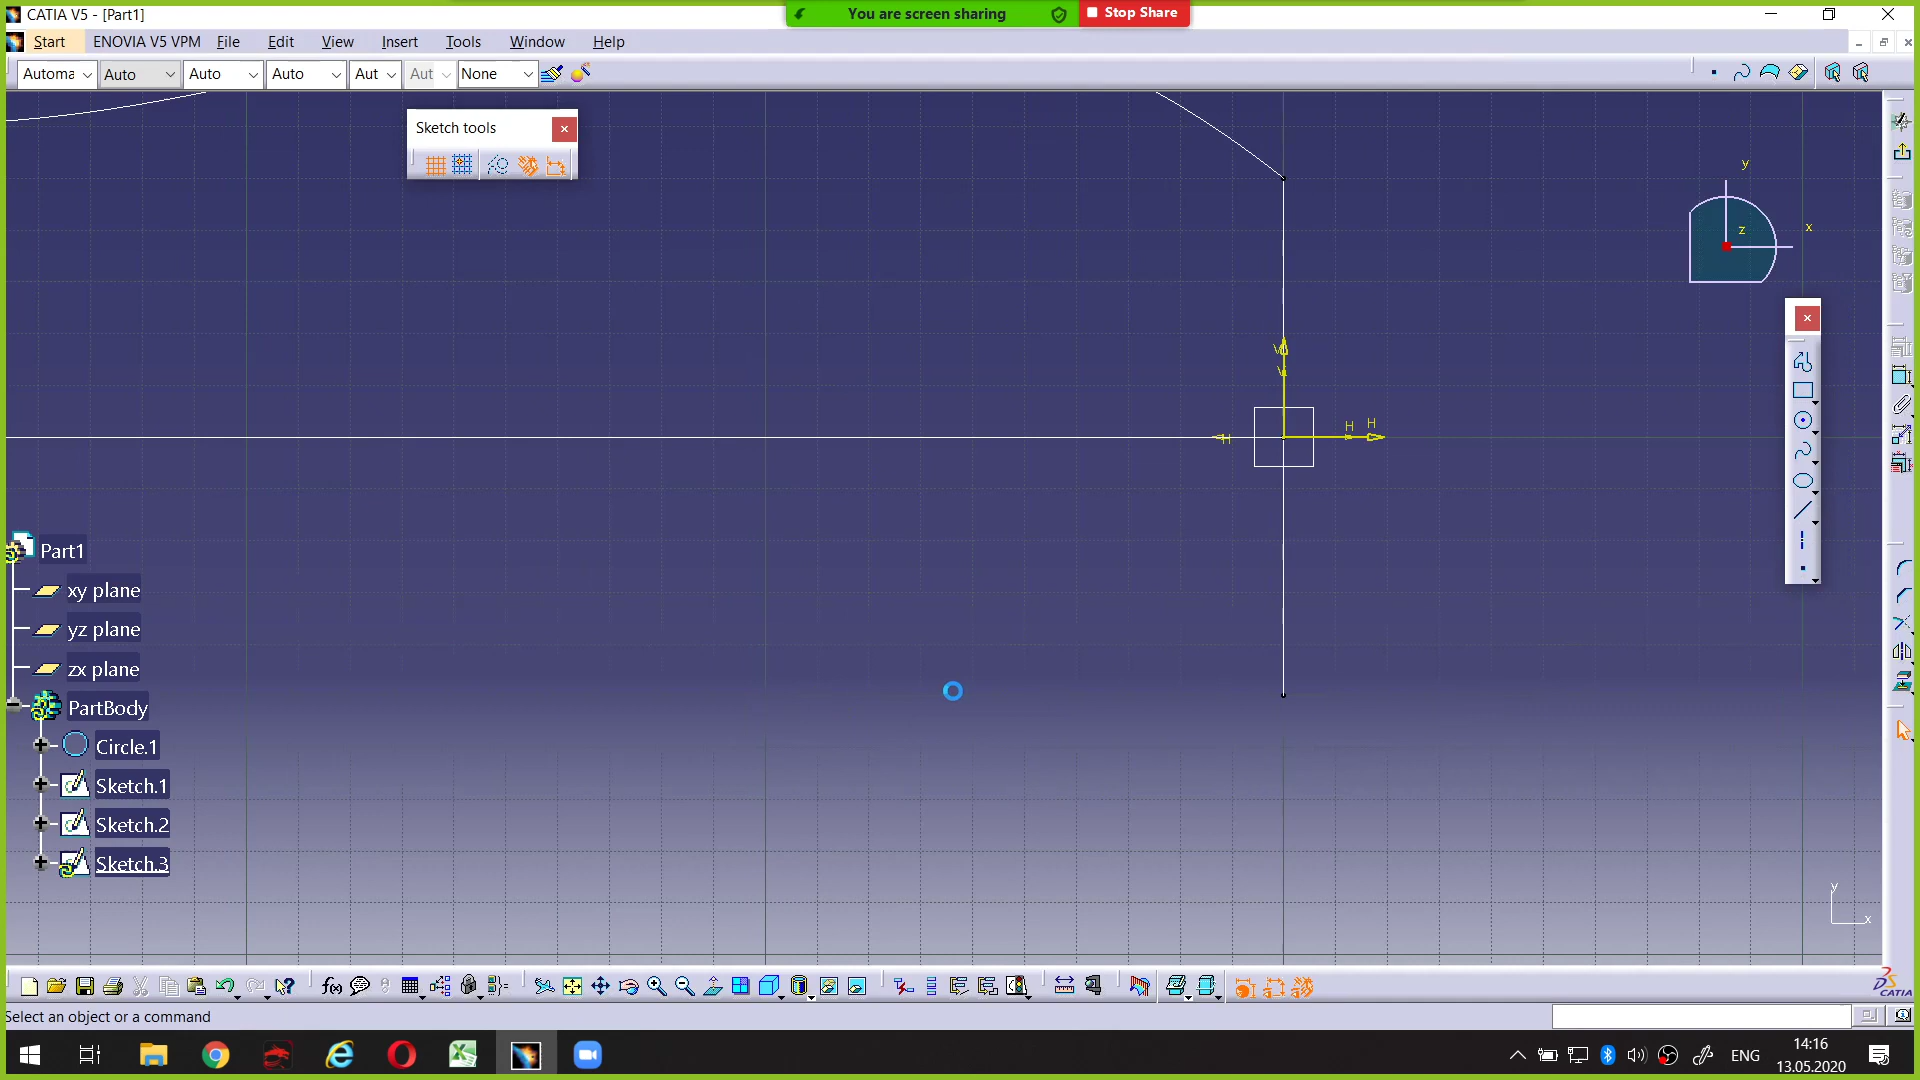 CATIA V5 - [Part1]
You are screen sharing
Stop Share
Start
ENOVIA V5 VPM
File
Edit
View
Insert
Tools
Window
Help
Automa
Auto
Auto
Auto
Aut
Aut
None
Sketch tools
y
z
x
V
V
H
H
H
Part1
xy plane
yz plane
zx plane
PartBody
Circle.1
Sketch.1
Sketch.2
Sketch.3
y
x
f(x)
CATIA
Select an object or a command
ENG
14:16
13.05.2020